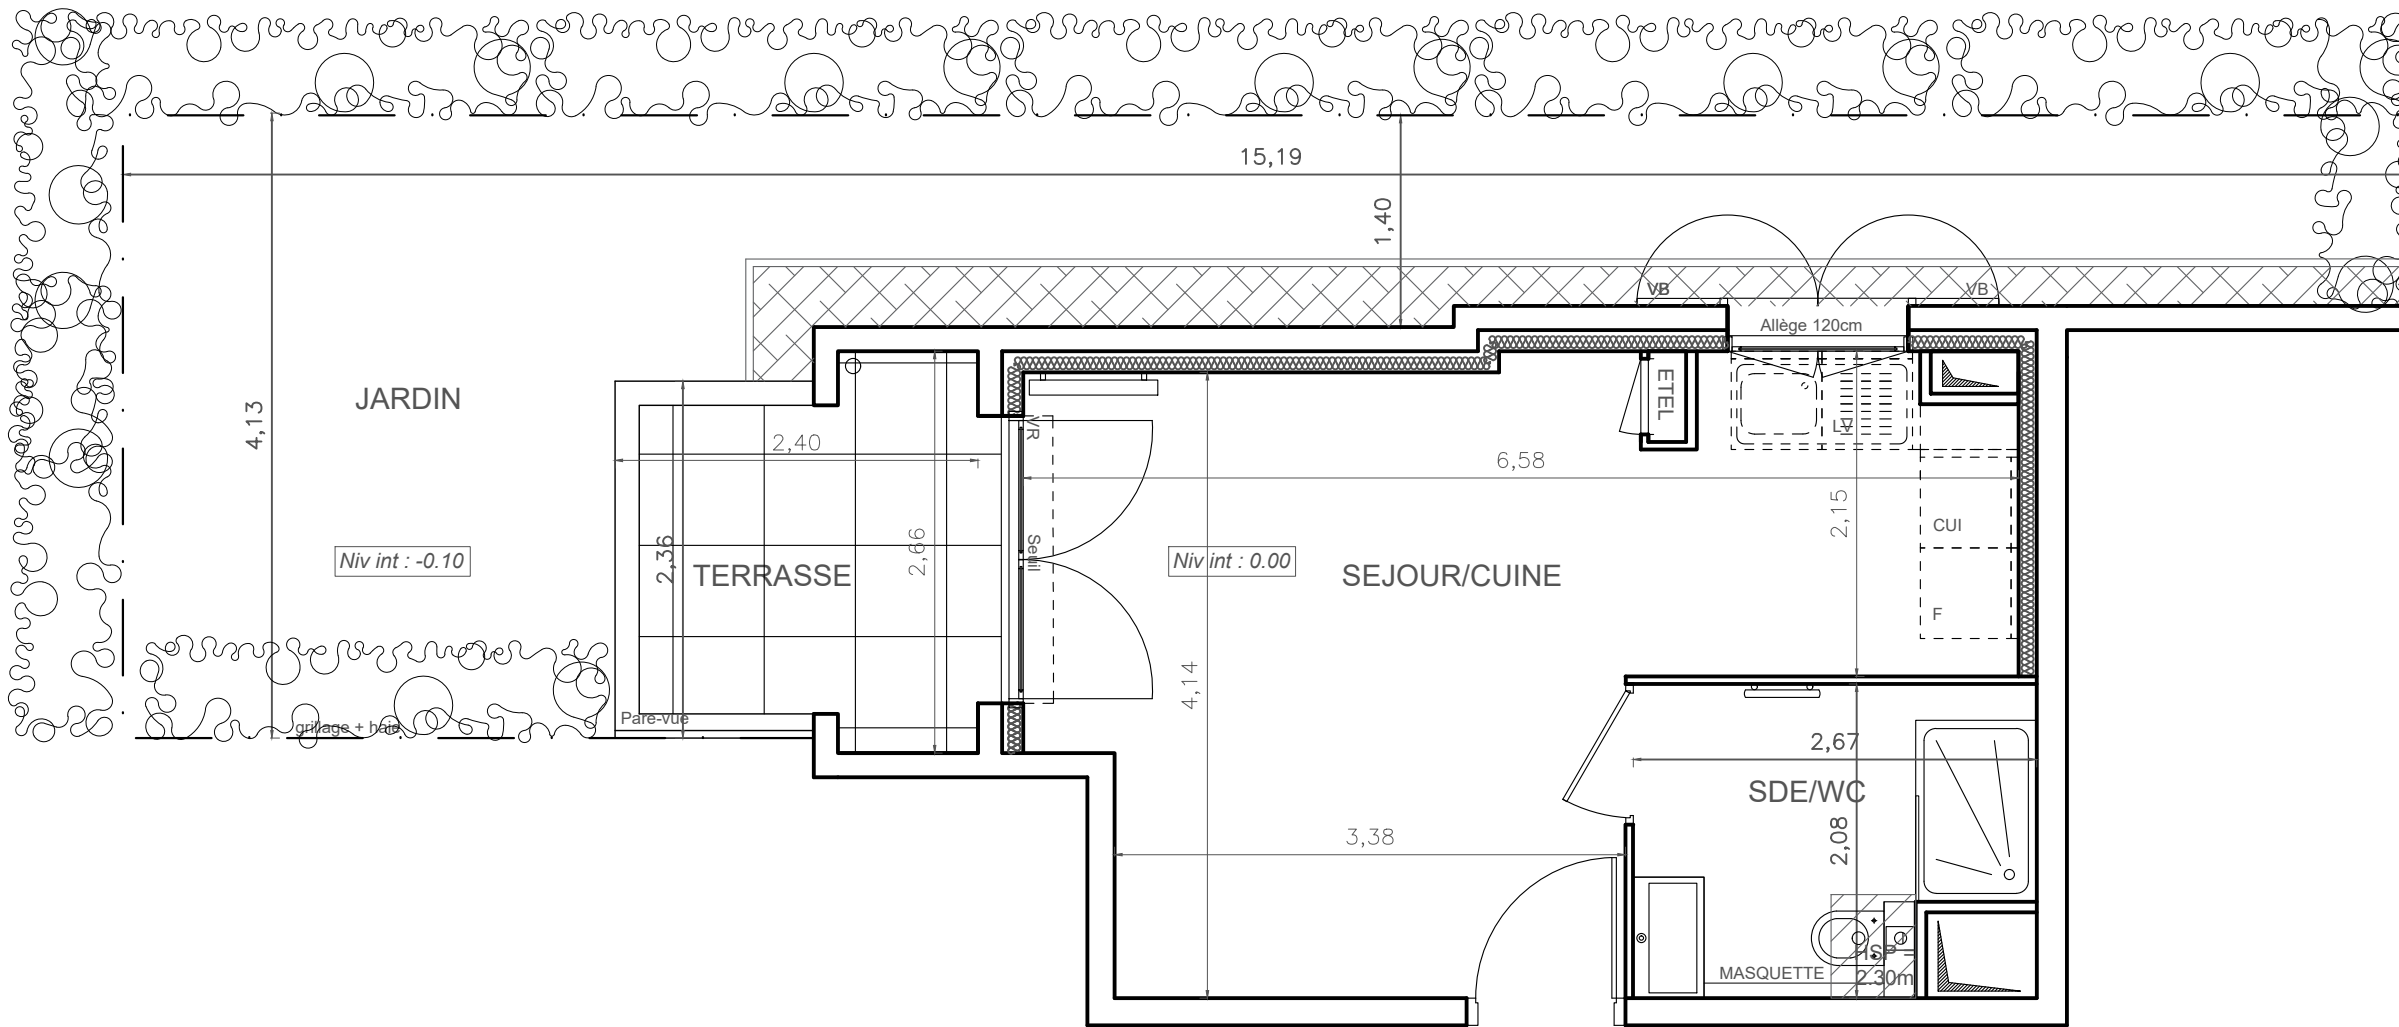 15,19
1,40
VB
VB
Allège 120cm
JARDIN
4,13
2,40
VR
ETEL
LV
6,58
2,15
CUI
Niv int : -0.10
2,36
TERRASSE
2,66
Seuil
Niv int : 0.00
SEJOUR/CUINE
F
4,14
grillage + haie
Pare-vue
2,67
SDE/WC
3,38
2,08
HSP
MASQUETTE
2.30m